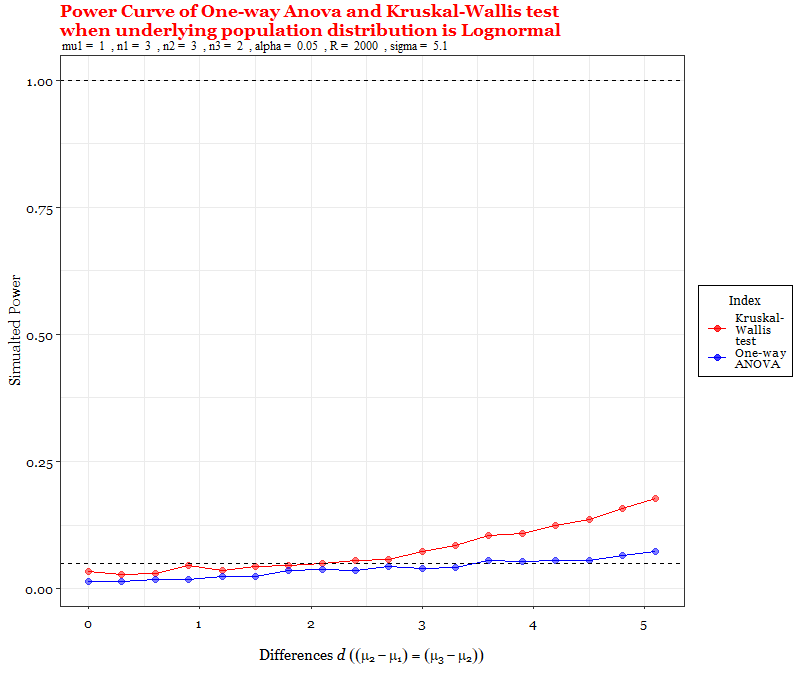 Power Curve of One-way Anova and Kruskal-Wallis test
when underlying population distribution is Lognormal
mu1 = 1 , n1 = 3 , n2 = 3 , n3 = 2 , alpha = 0.05 , R = 2000 , sigma = 5.1
1.00
0.75
0.50
0.25
0.00
Simualted Power
0 1 2 3 4 5
Differences d ((μ₂ − μ₁) = (μ₃ − μ₂))
Index
Kruskal-
Wallis
test
One-way
ANOVA